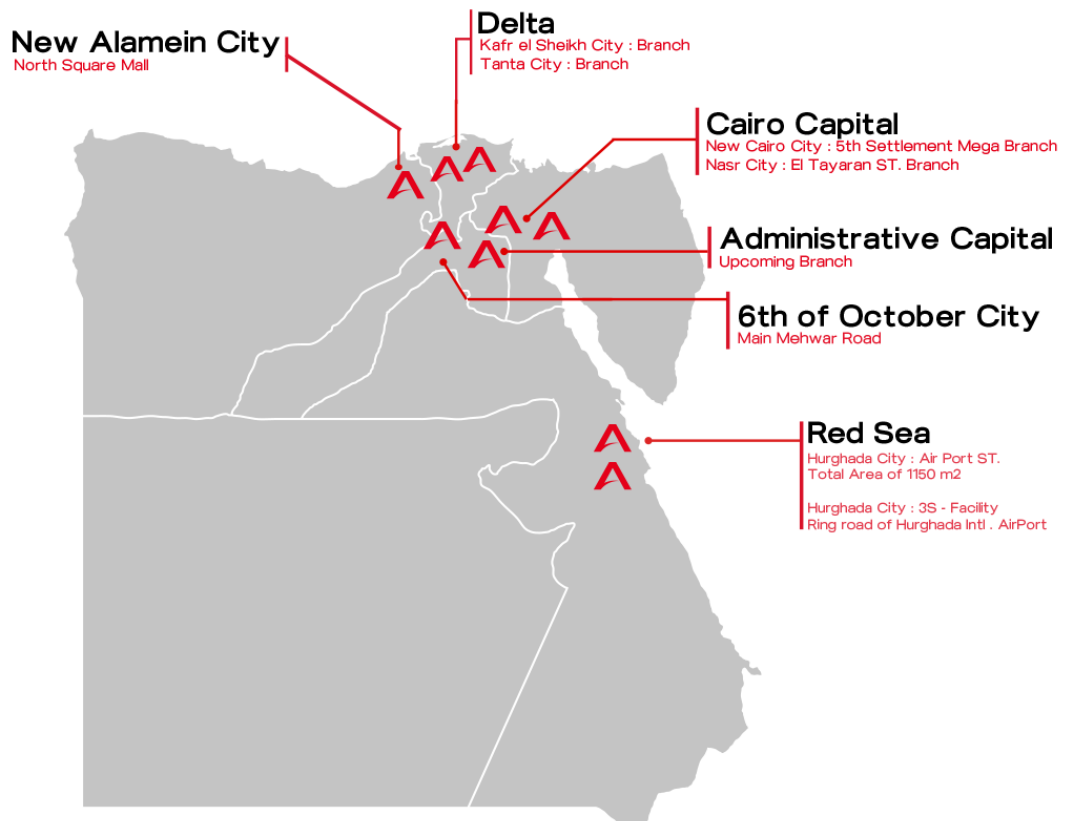 New Alamein City
North Square Mall
Delta
Kafr el Sheikh City : Branch
Tanta City : Branch
Cairo Capital
New Cairo City : 5th Settlement Mega Branch
Nasr City : El Tayaran ST. Branch
Administrative Capital
Upcoming Branch
6th of October City
Main Mehwar Road
Red Sea
Hurghada City : Air Port ST.
Total Area of 1150 m2
Hurghada City : 3S - Facility
Ring road of Hurghada Intl . AirPort